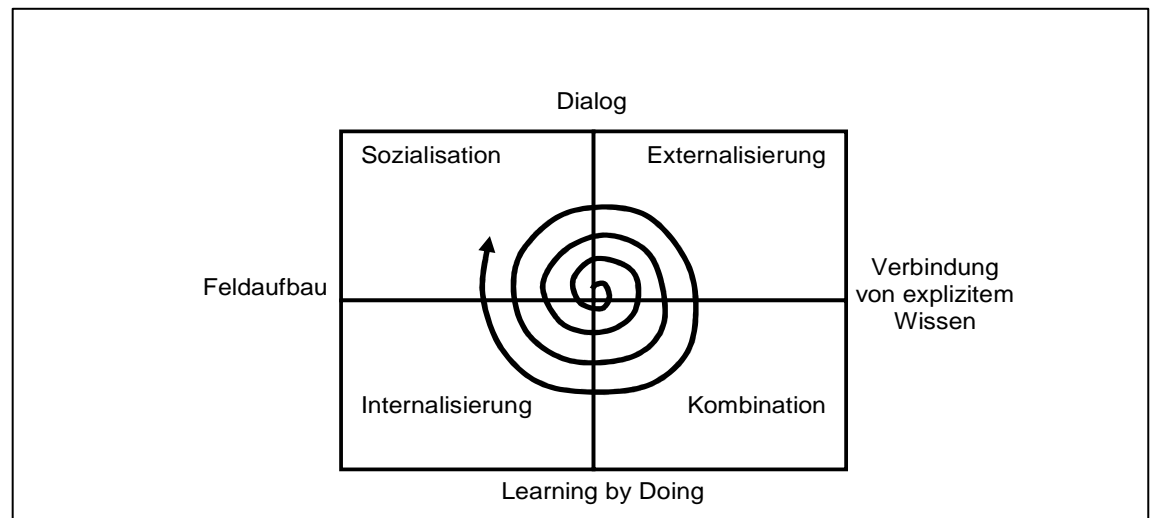 Dialog
Sozialisation
Externalisierung
Feldaufbau
Verbindung
von explizitem
Wissen
Internalisierung
Kombination
Learning by Doing